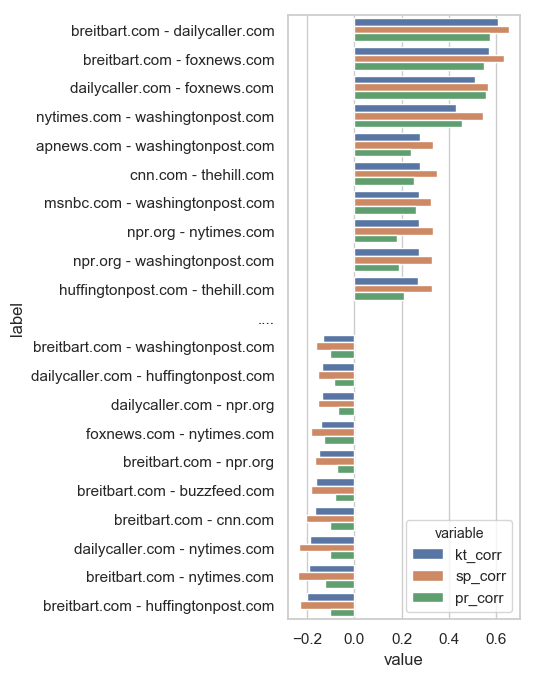 breitbart.com - dailycaller.com
breitbart.com - foxnews.com
dailycaller.com - foxnews.com
nytimes.com - washingtonpost.com
apnews.com - washingtonpost.com
cnn.com - thehill.com
msnbc.com - washingtonpost.com
npr.org - nytimes.com
npr.org - washingtonpost.com
huffingtonpost.com - thehill.com
....
breitbart.com - washingtonpost.com
dailycaller.com - huffingtonpost.com
dailycaller.com - npr.org
foxnews.com - nytimes.com
breitbart.com - npr.org
breitbart.com - buzzfeed.com
breitbart.com - cnn.com
dailycaller.com - nytimes.com
breitbart.com - nytimes.com
breitbart.com - huffingtonpost.com
label
variable
kt_corr
sp_corr
pr_corr
−0.2 0.0 0.2 0.4 0.6
value